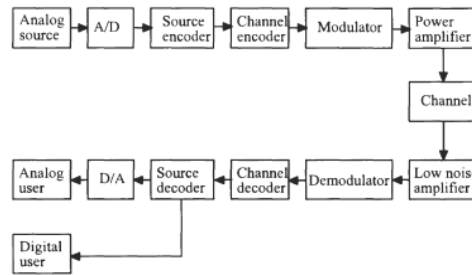 Analog
source
A/D
Source
encoder
Channel
encoder
Modulator
Power
amplifier
Channel
Analog
user
D/A
Source
decoder
Channel
decoder
Demodulator
Low noise
amplifier
Digital
user